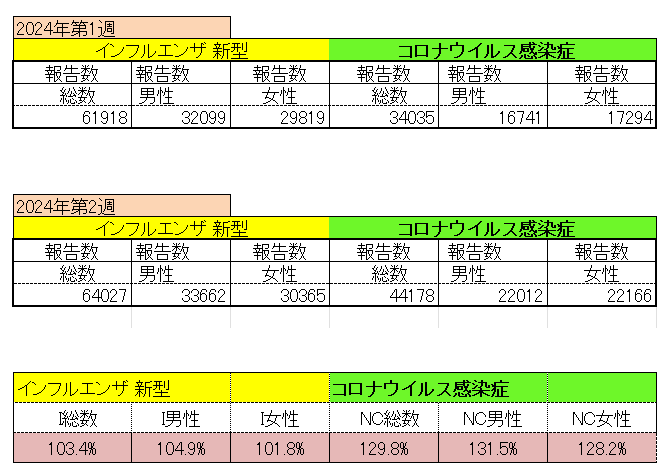 2024年第1週
インフルエンザ 新型 コロナウイルス感染症
報告数 報告数 報告数 報告数 報告数 報告数
総数 男性 女性 総数 男性 女性
61918 32099 29819 34035 16741 17294
2024年第2週
インフルエンザ 新型 コロナウイルス感染症
報告数 報告数 報告数 報告数 報告数 報告数
総数 男性 女性 総数 男性 女性
64027 33662 30365 44178 22012 22166
インフルエンザ 新型 コロナウイルス感染症
I総数 I男性 I女性 NC総数 NC男性 NC女性
103.4% 104.9% 101.8% 129.8% 131.5% 128.2%